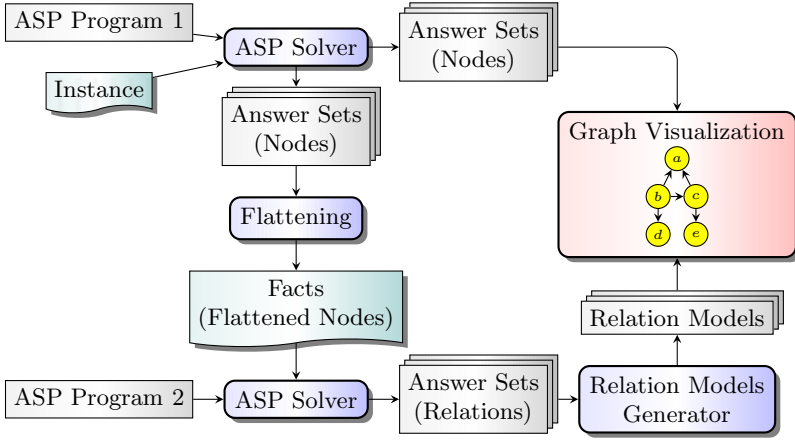 ASP Program 1
ASP Solver
Answer Sets
(Nodes)
Instance
Answer Sets
(Nodes)
Graph Visualization
a
b
c
d
e
Flattening
Facts
(Flattened Nodes)
Relation Models
ASP Program 2
ASP Solver
Answer Sets
(Relations)
Relation Models
Generator